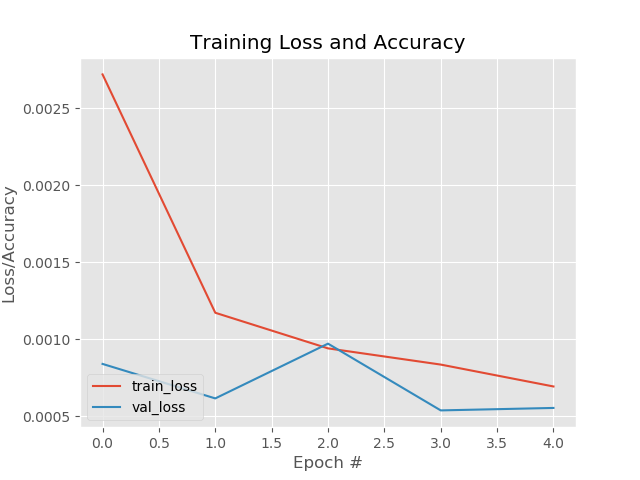 Training Loss and Accuracy
Loss/Accuracy
0.0025
0.0020
0.0015
0.0010
0.0005
train_loss
val_loss
0.0 0.5 1.0 1.5 2.0 2.5 3.0 3.5 4.0
Epoch #